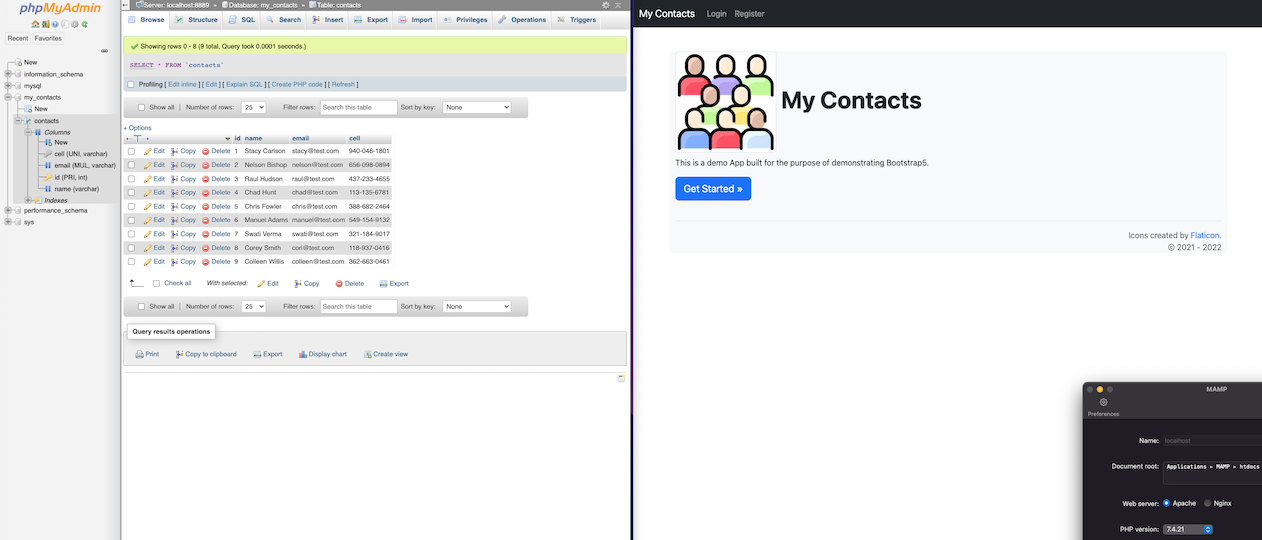 phpMyAdmin
Recent Favorites
New
information_schema
mysql
my_contacts
New
contacts
Columns
New
cell (UNI, varchar)
email (MUL, varchar)
id (PRI, int)
name (varchar)
Indexes
performance_schema
sys
Server: localhost:8889 » Database: my_contacts » Table: contacts
Browse Structure SQL Search Insert Export Import Privileges Operations Triggers
Showing rows 0 - 8 (9 total, Query took 0.0001 seconds.)
SELECT * FROM `contacts`
Profiling [ Edit inline ] [ Edit ] [ Explain SQL ] [ Create PHP code ] [ Refresh ]
Show all | Number of rows: 25 Filter rows: Search this table Sort by key: None
+ Options
id name email cell
Edit Copy Delete 1 Stacy Carlson stacy@test.com 940-046-1801
Edit Copy Delete 2 Nelson Bishop nelson@test.com 656-098-0894
Edit Copy Delete 3 Raul Hudson raul@test.com 437-233-4655
Edit Copy Delete 4 Chad Hunt chad@test.com 113-135-6781
Edit Copy Delete 5 Chris Fowler chris@test.com 388-682-2464
Edit Copy Delete 6 Manuel Adams manuel@test.com 549-154-9132
Edit Copy Delete 7 Swati Verma swati@test.com 321-184-9017
Edit Copy Delete 8 Corey Smith cori@test.com 118-937-0416
Edit Copy Delete 9 Colleen Willis colleen@test.com 362-663-0461
Check all With selected: Edit Copy Delete Export
Show all | Number of rows: 25 Filter rows: Search this table Sort by key: None
Query results operations
Print Copy to clipboard Export Display chart Create view
My Contacts Login Register
My Contacts
This is a demo App built for the purpose of demonstrating Bootstrap5.
Get Started »
Icons created by Flaticon.
© 2021 - 2022
MAMP
Preferences
Name: localhost
Document root: Applications ▸ MAMP ▸ htdocs
Web server: Apache Nginx
PHP version: 7.4.21